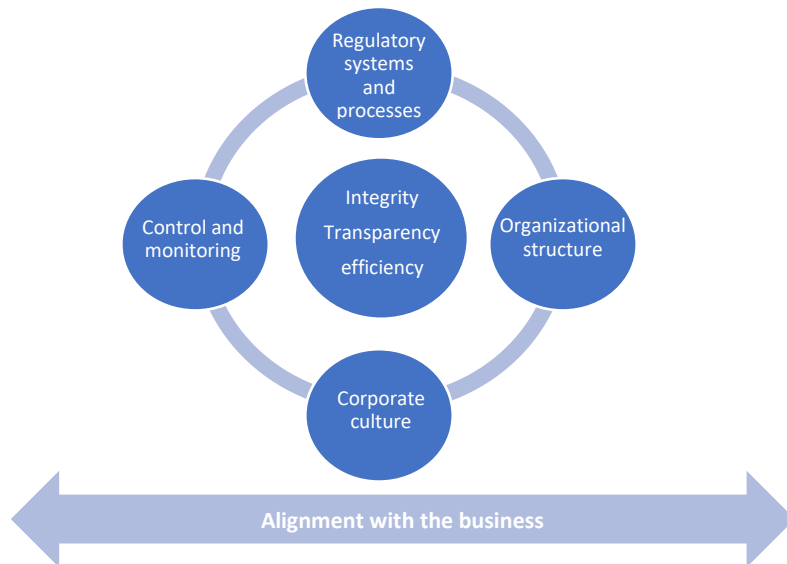 Regulatory
systems
and
processes
Control and
monitoring
Integrity
Transparency
efficiency
Organizational
structure
Corporate
culture
Alignment with the business